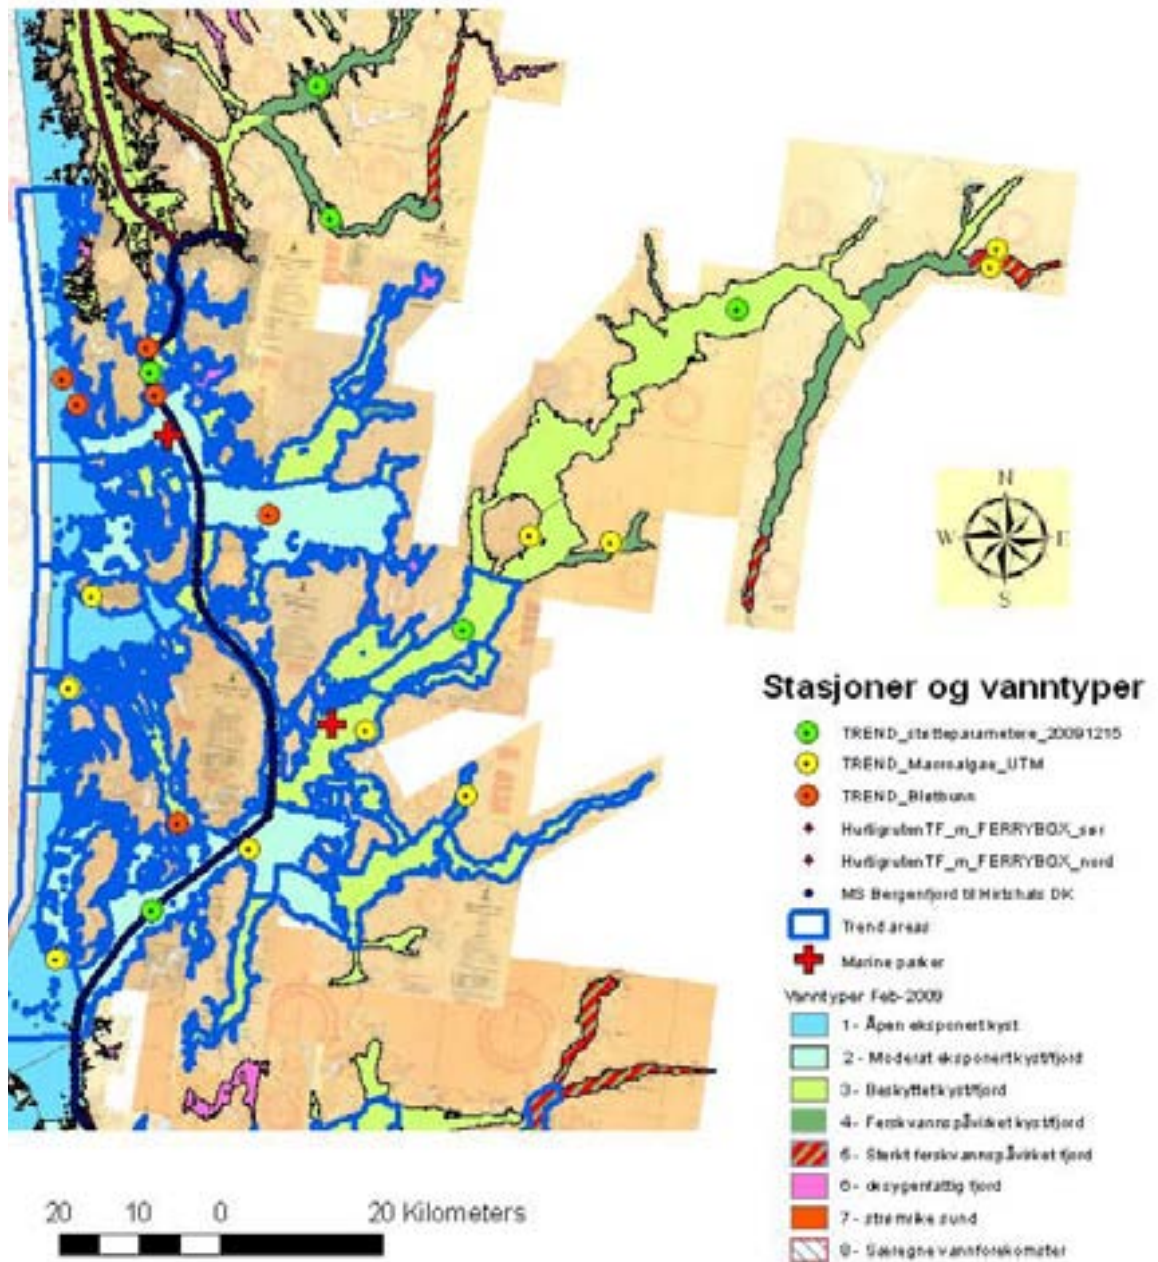 N
W E
S
Stasjoner og vanntyper
TREND_støtteparametere_20091215
TREND_Makroalgae_UTM
TREND_Bløtbunn
HurtigrutenTF_m_FERRYBOX_sør
HurtigrutenTF_m_FERRYBOX_nord
MS Bergenfjord til Hirtshals DK
Trend areas
Marine parker
Vanntyper Feb-2009
1- Åpen eksponert kyst
2- Moderat eksponert kyst/fjord
3- Beskyttet kyst/fjord
4- Ferskvannspåvirket kyst/fjord
5- Sterkt ferskvannspåvirket fjord
6- oksygenfattig fjord
7- strømrike sund
8- Særegne vannforekomster
20 10 0 20 Kilometers